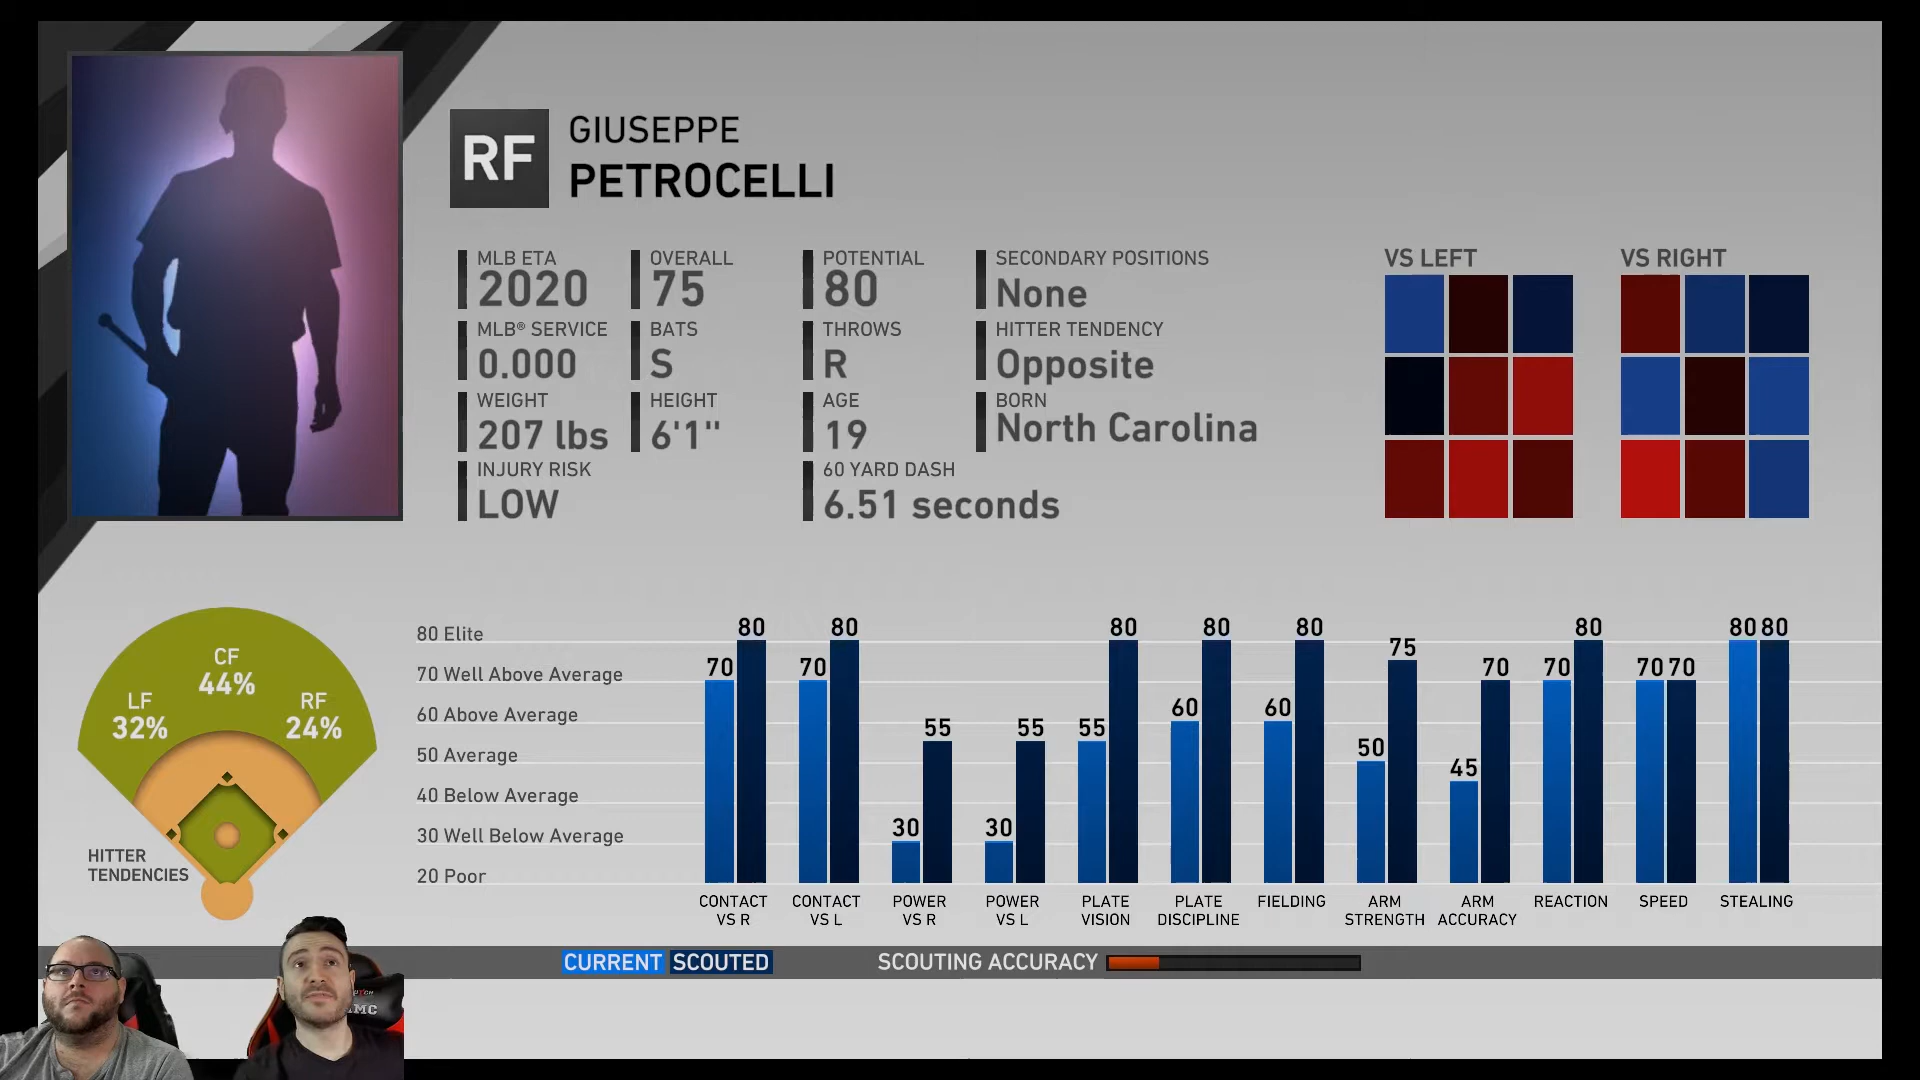 RF
GIUSEPPE
PETROCELLI
MLB ETA
2020
OVERALL
75
POTENTIAL
80
SECONDARY POSITIONS
None
MLB® SERVICE
0.000
BATS
S
THROWS
R
HITTER TENDENCY
Opposite
WEIGHT
207 lbs
HEIGHT
6'1"
AGE
19
BORN
North Carolina
INJURY RISK
LOW
60 YARD DASH
6.51 seconds
VS LEFT
VS RIGHT
CF
44%
LF
32%
RF
24%
HITTER
TENDENCIES
80 Elite
70 Well Above Average
60 Above Average
50 Average
40 Below Average
30 Well Below Average
20 Poor
70 80
70 80
30 55
30 55
55 80
60 80
60 80
50 75
45 70
70 80
70 70
80 80
CONTACT
VS R
CONTACT
VS L
POWER
VS R
POWER
VS L
PLATE
VISION
PLATE
DISCIPLINE
FIELDING
ARM
STRENGTH
ARM
ACCURACY
REACTION
SPEED
STEALING
CURRENT SCOUTED
SCOUTING ACCURACY